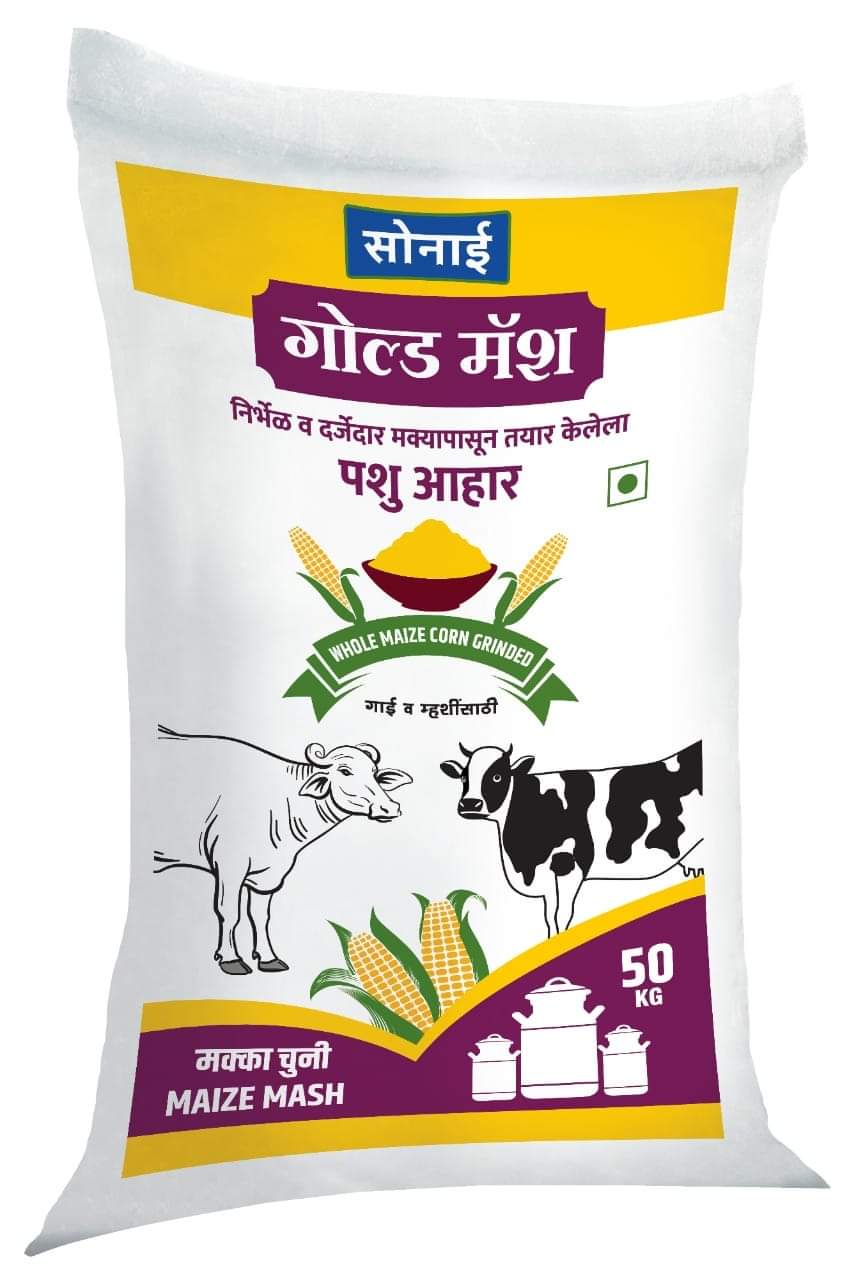 सोनाई
गोल्ड मॅश
निर्भेळ व दर्जेदार मक्यापासून तयार केलेला
पशु आहार
WHOLE MAIZE CORN GRINDED
गाई व म्हशींसाठी
50
KG
मक्का चुनी
MAIZE MASH